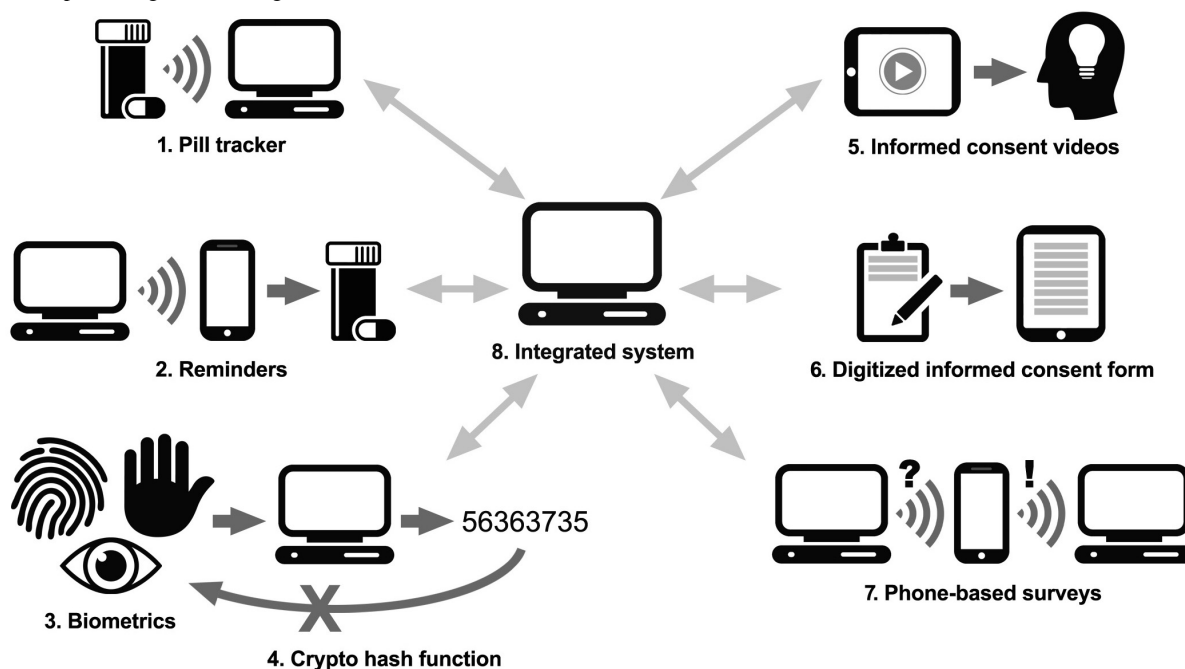 1. Pill tracker
2. Reminders
3. Biometrics
56363735
X
4. Crypto hash function
8. Integrated system
5. Informed consent videos
6. Digitized informed consent form
? !
7. Phone-based surveys